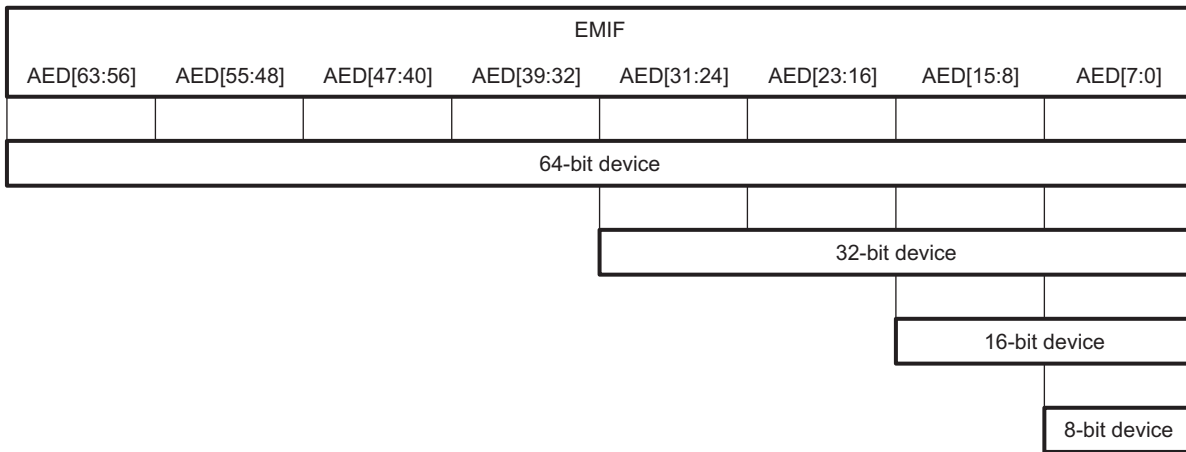 EMIF
AED[63:56] AED[55:48] AED[47:40] AED[39:32] AED[31:24] AED[23:16] AED[15:8] AED[7:0]
64-bit device
32-bit device
16-bit device
8-bit device